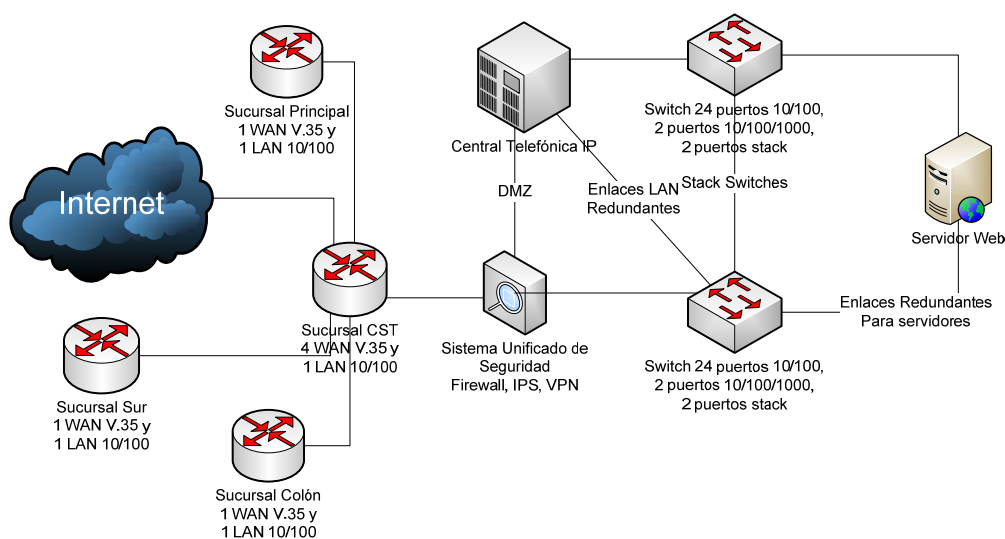 Sucursal Principal
1 WAN V.35 y
1 LAN 10/100
Internet
Sucursal CST
4 WAN V.35 y
1 LAN 10/100
Sucursal Sur
1 WAN V.35 y
1 LAN 10/100
Sucursal Colón
1 WAN V.35 y
1 LAN 10/100
Central Telefónica IP
DMZ
Enlaces LAN
Redundantes
Sistema Unificado de
Seguridad
Firewall, IPS, VPN
Switch 24 puertos 10/100,
2 puertos 10/100/1000,
2 puertos stack
Stack Switches
Servidor Web
Enlaces Redundantes
Para servidores
Switch 24 puertos 10/100,
2 puertos 10/100/1000,
2 puertos stack